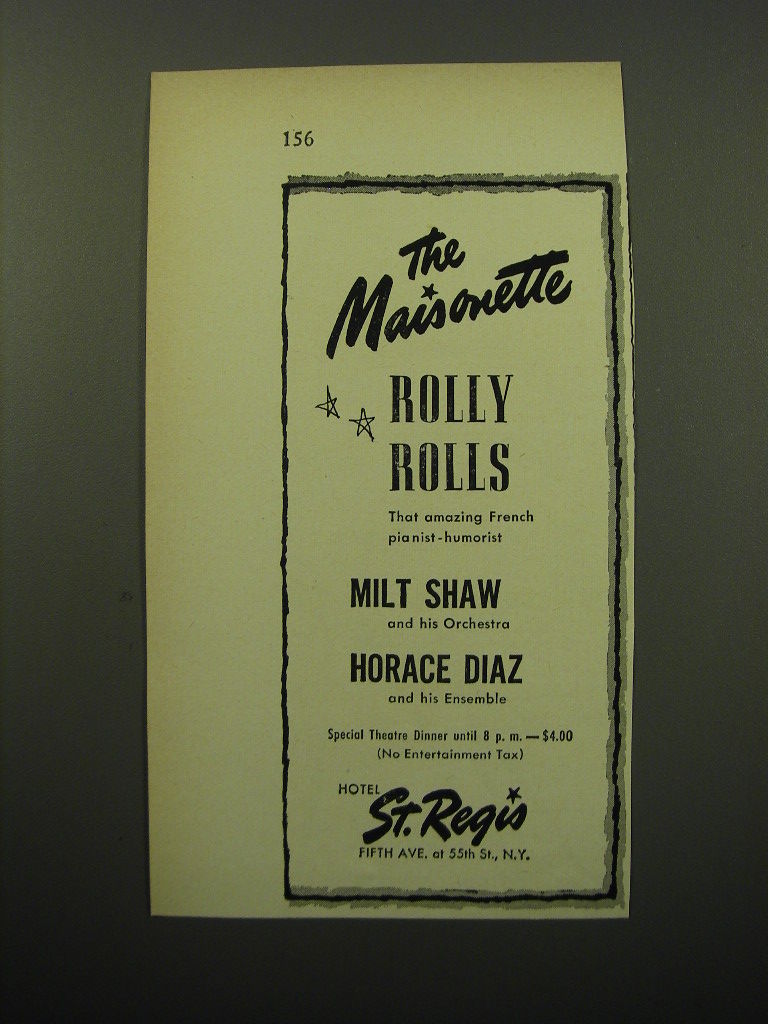 156
The
Maisonette
ROLLY
ROLLS
That amazing French
pianist-humorist
MILT SHAW
and his Orchestra
HORACE DIAZ
and his Ensemble
Special Theatre Dinner until 8 p. m. — $4.00
(No Entertainment Tax)
HOTEL
St. Regis
FIFTH AVE. at 55th St., N.Y.